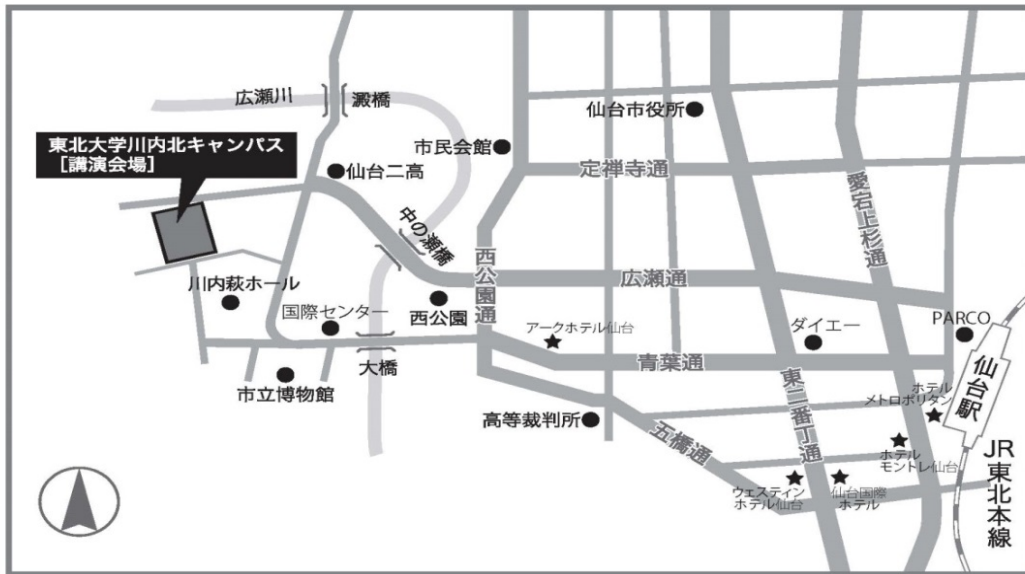 広瀬川
澱橋
仙台市役所
東北大学川内北キャンパス
［講演会場］
市民会館
仙台二高
定禅寺通
愛宕上杉通
中の瀬橋
西公園通
広瀬通
川内萩ホール
国際センター
西公園
アークホテル仙台
ダイエー
PARCO
大橋
青葉通
仙台駅
市立博物館
東二番丁通
ホテル
メトロポリタン
高等裁判所
五橋通
ホテル
モントレ仙台
JR東北本線
ウェスティン
ホテル仙台
仙台国際
ホテル